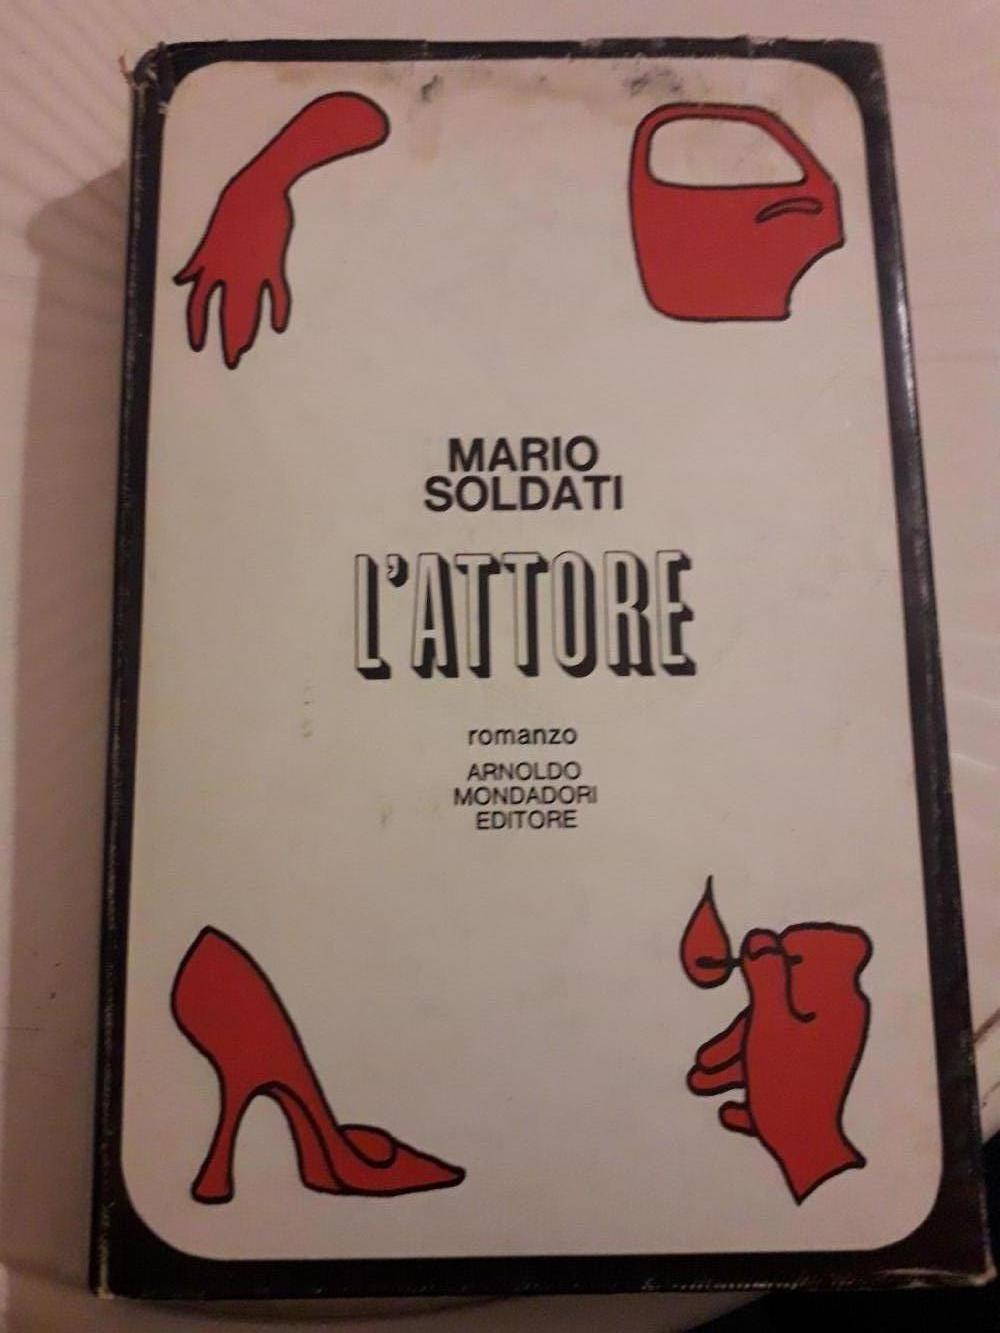 MARIO
SOLDATI
L'ATTORE
romanzo
ARNOLDO
MONDADORI
EDITORE